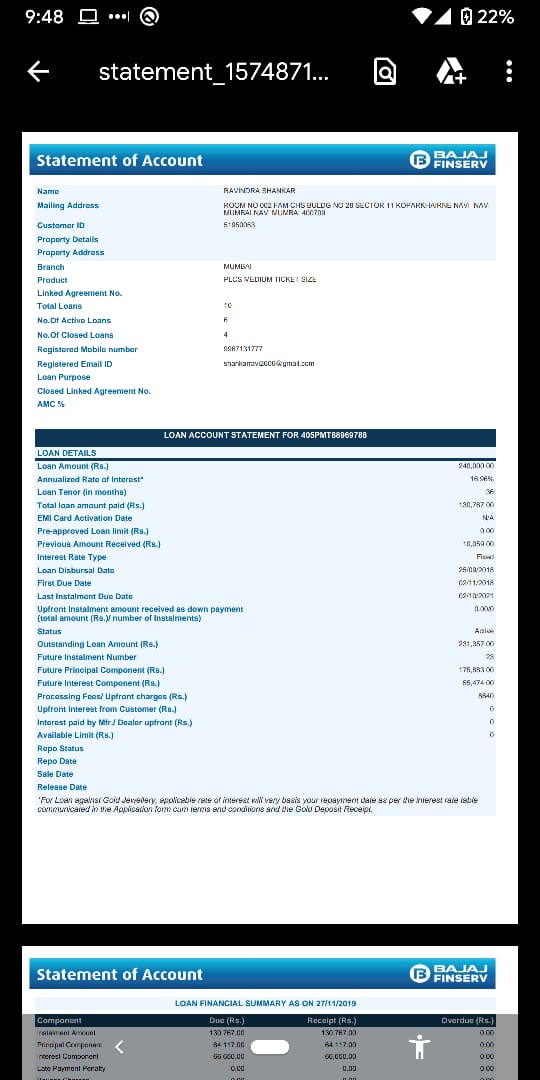 9:48
22%
statement_1574871...
Statement of Account
BAJAJ
FINSERV
Name RAVINDRA SHANKAR
Mailing Address ROOM NO 002 FAM CHS BULDG NO 28 SECTOR 11 KOPARKHAIRNE NAVI NAVI
MUMBAI NAVI MUMBAI 400709
Customer ID 51950053
Property Details
Property Address
Branch MUMBAI
Product PLCS MEDIUM TICKET SIZE
Linked Agreement No.
Total Loans 10
No.Of Active Loans 6
No.Of Closed Loans 4
Registered Mobile number 9967131777
Registered Email ID
Loan Purpose
Closed Linked Agreement No.
AMC %
LOAN ACCOUNT STATEMENT FOR 405PMT68969788
LOAN DETAILS
Loan Amount (Rs.) 240,000.00
Annualized Rate of Interest* 16.96%
Loan Tenor (in months) 36
Total loan amount paid (Rs.) 130,767.00
EMI Card Activation Date N/A
Pre-approved Loan limit (Rs.) 0.00
Previous Amount Received (Rs.) 10,059.00
Interest Rate Type Fixed
Loan Disbursal Date 25/09/2018
First Due Date 02/11/2018
Last Instalment Due Date 02/10/2021
Upfront Instalment amount received as down payment 0.00/0
(total amount (Rs.)/ number of Instalments)
Status Active
Outstanding Loan Amount (Rs.) 231,357.00
Future Instalment Number 23
Future Principal Component (Rs.) 175,883.00
Future Interest Component (Rs.) 55,474.00
Processing Fees/ Upfront charges (Rs.) 8640
Upfront Interest from Customer (Rs.) 0
Interest paid by Mfr./ Dealer upfront (Rs.) 0
Available Limit (Rs.) 0
Repo Status
Repo Date
Sale Date
Release Date
*For Loan against Gold Jewellery, applicable rate of interest will vary basis your repayment date as per the interest rate table
communicated in the Application form cum terms and conditions and the Gold Deposit Receipt.
Statement of Account
BAJAJ
FINSERV
LOAN FINANCIAL SUMMARY AS ON 27/11/2019
Component Due (Rs.) Receipt (Rs.) Overdue (Rs.)
Instalment Amount 130,767.00 130,767.00 0.00
Principal Component 64,117.00 64,117.00 0.00
Interest Component 66,650.00 66,650.00 0.00
Late Payment Penalty 0.00 0.00 0.00